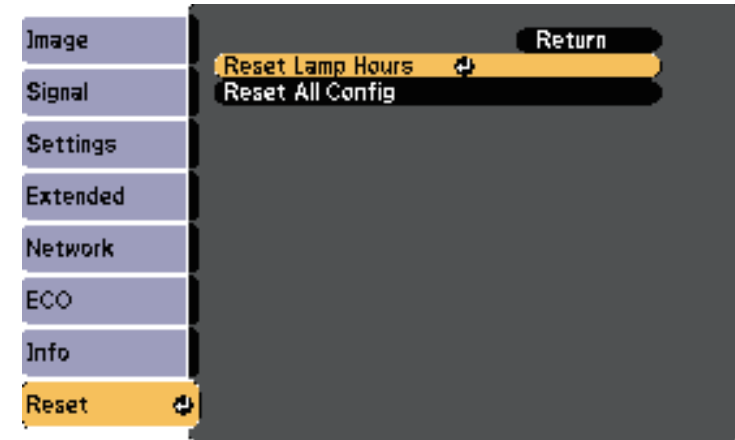 Image
Signal
Settings
Extended
Network
ECO
Info
Reset
Return
Reset Lamp Hours
Reset All Config